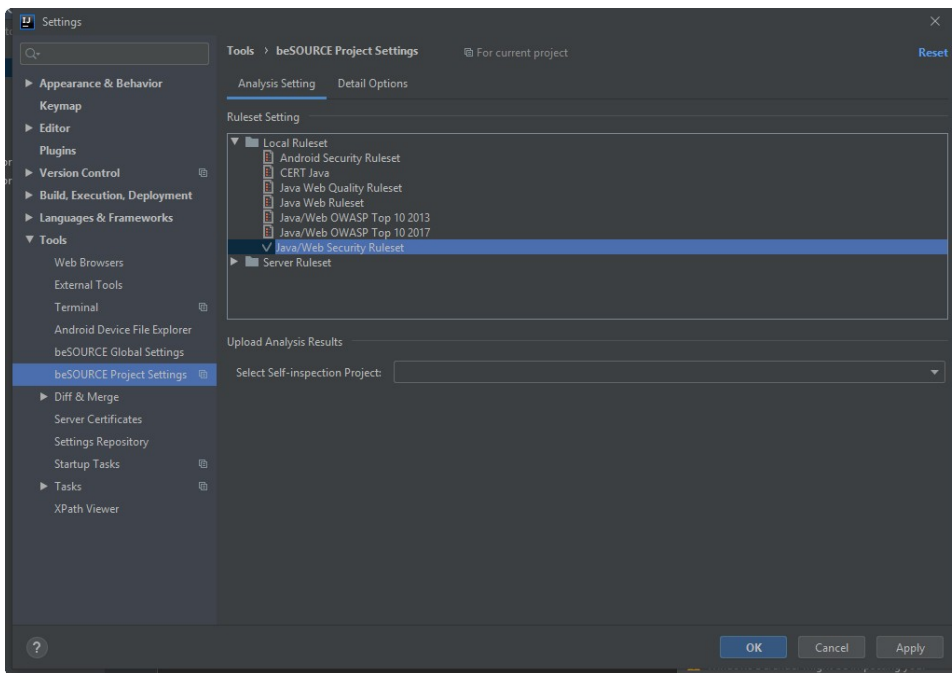 Settings
Tools › beSOURCE Project Settings
For current project
Reset
Appearance & Behavior
Keymap
Editor
Plugins
Version Control
Build, Execution, Deployment
Languages & Frameworks
Tools
Web Browsers
External Tools
Terminal
Android Device File Explorer
beSOURCE Global Settings
beSOURCE Project Settings
Diff & Merge
Server Certificates
Settings Repository
Startup Tasks
Tasks
XPath Viewer
Analysis Setting
Detail Options
Ruleset Setting
Local Ruleset
Android Security Ruleset
CERT Java
Java Web Quality Ruleset
Java Web Ruleset
Java/Web OWASP Top 10 2013
Java/Web OWASP Top 10 2017
Java/Web Security Ruleset
Server Ruleset
Upload Analysis Results
Select Self-inspection Project:
?
OK
Cancel
Apply